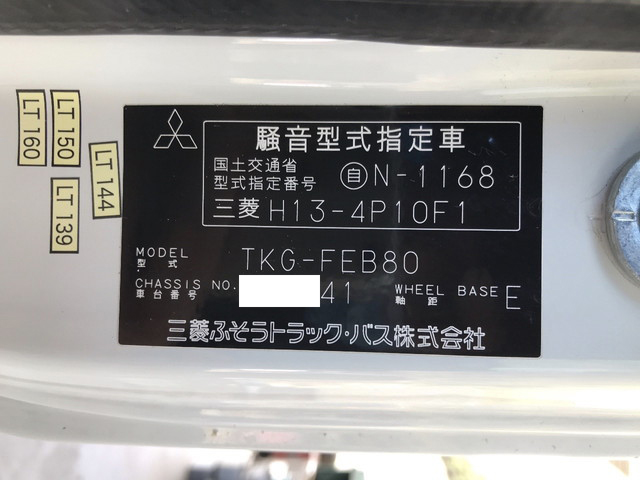 LT 160
LT 150
LT 144
LT 139
騒音型式指定車
国土交通省
型式指定番号 自 N-1168
三菱 H13-4P10F1
MODEL
型式 TKG-FEB80
CHASSIS NO. 41 WHEEL BASE E
車台番号 軸距
三菱ふそうトラック・バス株式会社